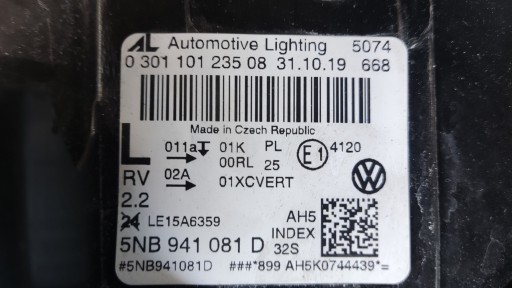 AL Automotive Lighting 5074
0 301 101 235 08 31.10.19 668
Made in Czech Republic
L 011a 01K PL E1 4120
00RL 25
RV 02A 01XCVERT
2.2
24 LE15A6359 AH5
INDEX
5NB 941 081 D 32S
#5NB941081D ###*899 AH5K0744439*=